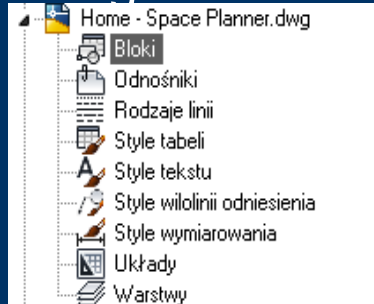 Home - Space Planner.dwg
Bloki
Odnośniki
Rodzaje linii
Style tabeli
Style tekstu
Style wilolinii odniesienia
Style wymiarowania
Układy
Warstwy